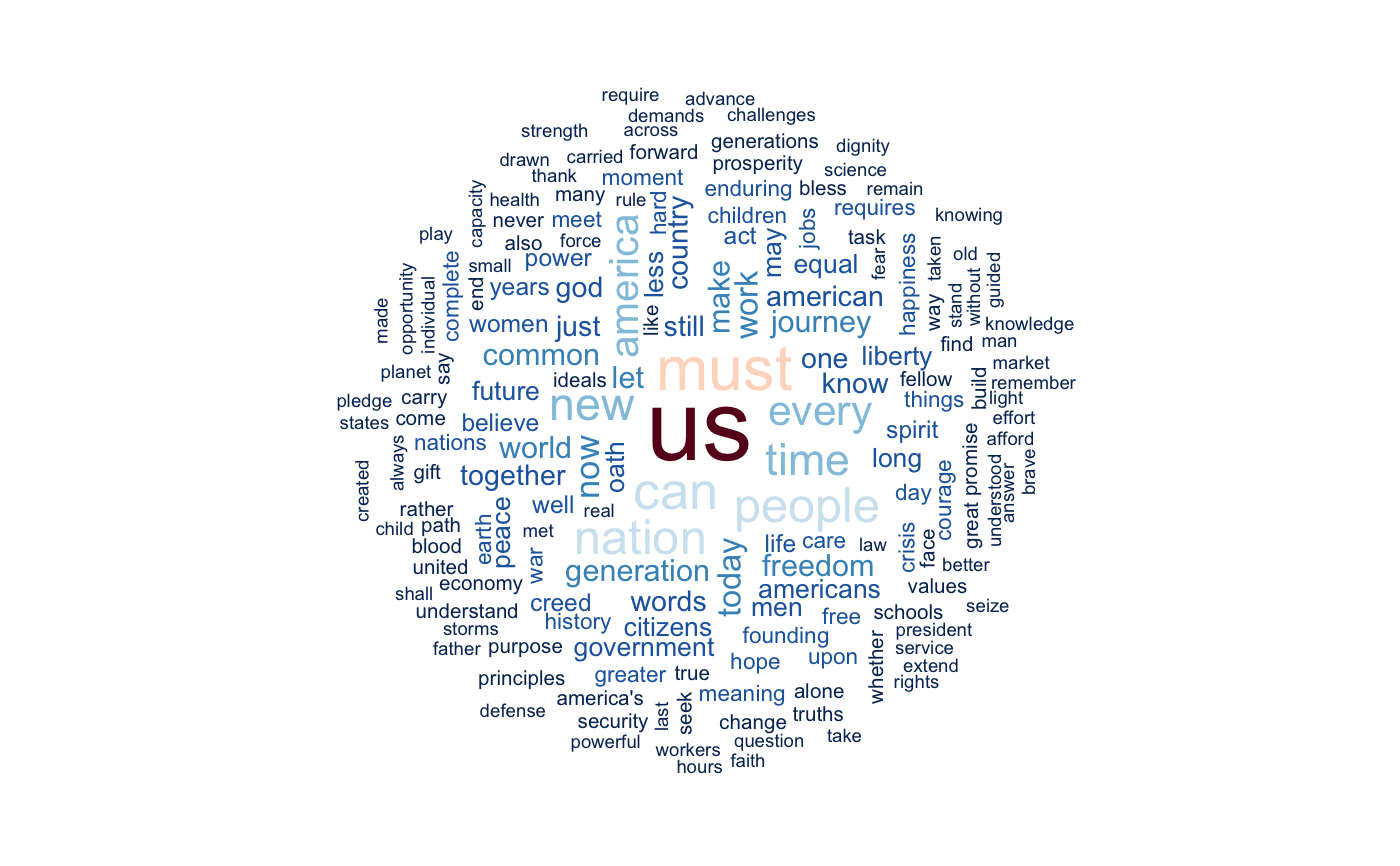 require
advance
demands
challenges
strength
across
generations
dignity
drawn
carried
forward
prosperity
science
thank
moment
enduring
bless
remain
capacity
health
many
rule
hard
country
children
jobs
requires
knowing
never
meet
america
act
may
task
play
also
force
less
fear
happiness
taken
old
small
power
make
work
equal
way
stand
without
guided
made
opportunity
individual
complete
end
years
god
like
still
american
journey
knowledge
women
just
must
one
liberty
find
man
planet
say
common
let
know
fellow
market
future
ideals
build
remember
pledge
carry
new
us
every
things
light
states
come
believe
spirit
effort
nations
world
now
oath
time
long
afford
always
gift
together
can
people
day
courage
great
promise
understood
answer
brave
created
rather
well
real
child
path
earth
peace
met
nation
life
care
law
crisis
face
blood
war
today
freedom
better
united
generation
americans
values
shall
economy
creed
words
men
free
schools
seize
understand
history
citizens
founding
president
storms
government
hope
upon
whether
service
father
purpose
extend
principles
greater
true
meaning
alone
rights
defense
america's
last
seek
truths
security
change
powerful
workers
question
take
hours
faith